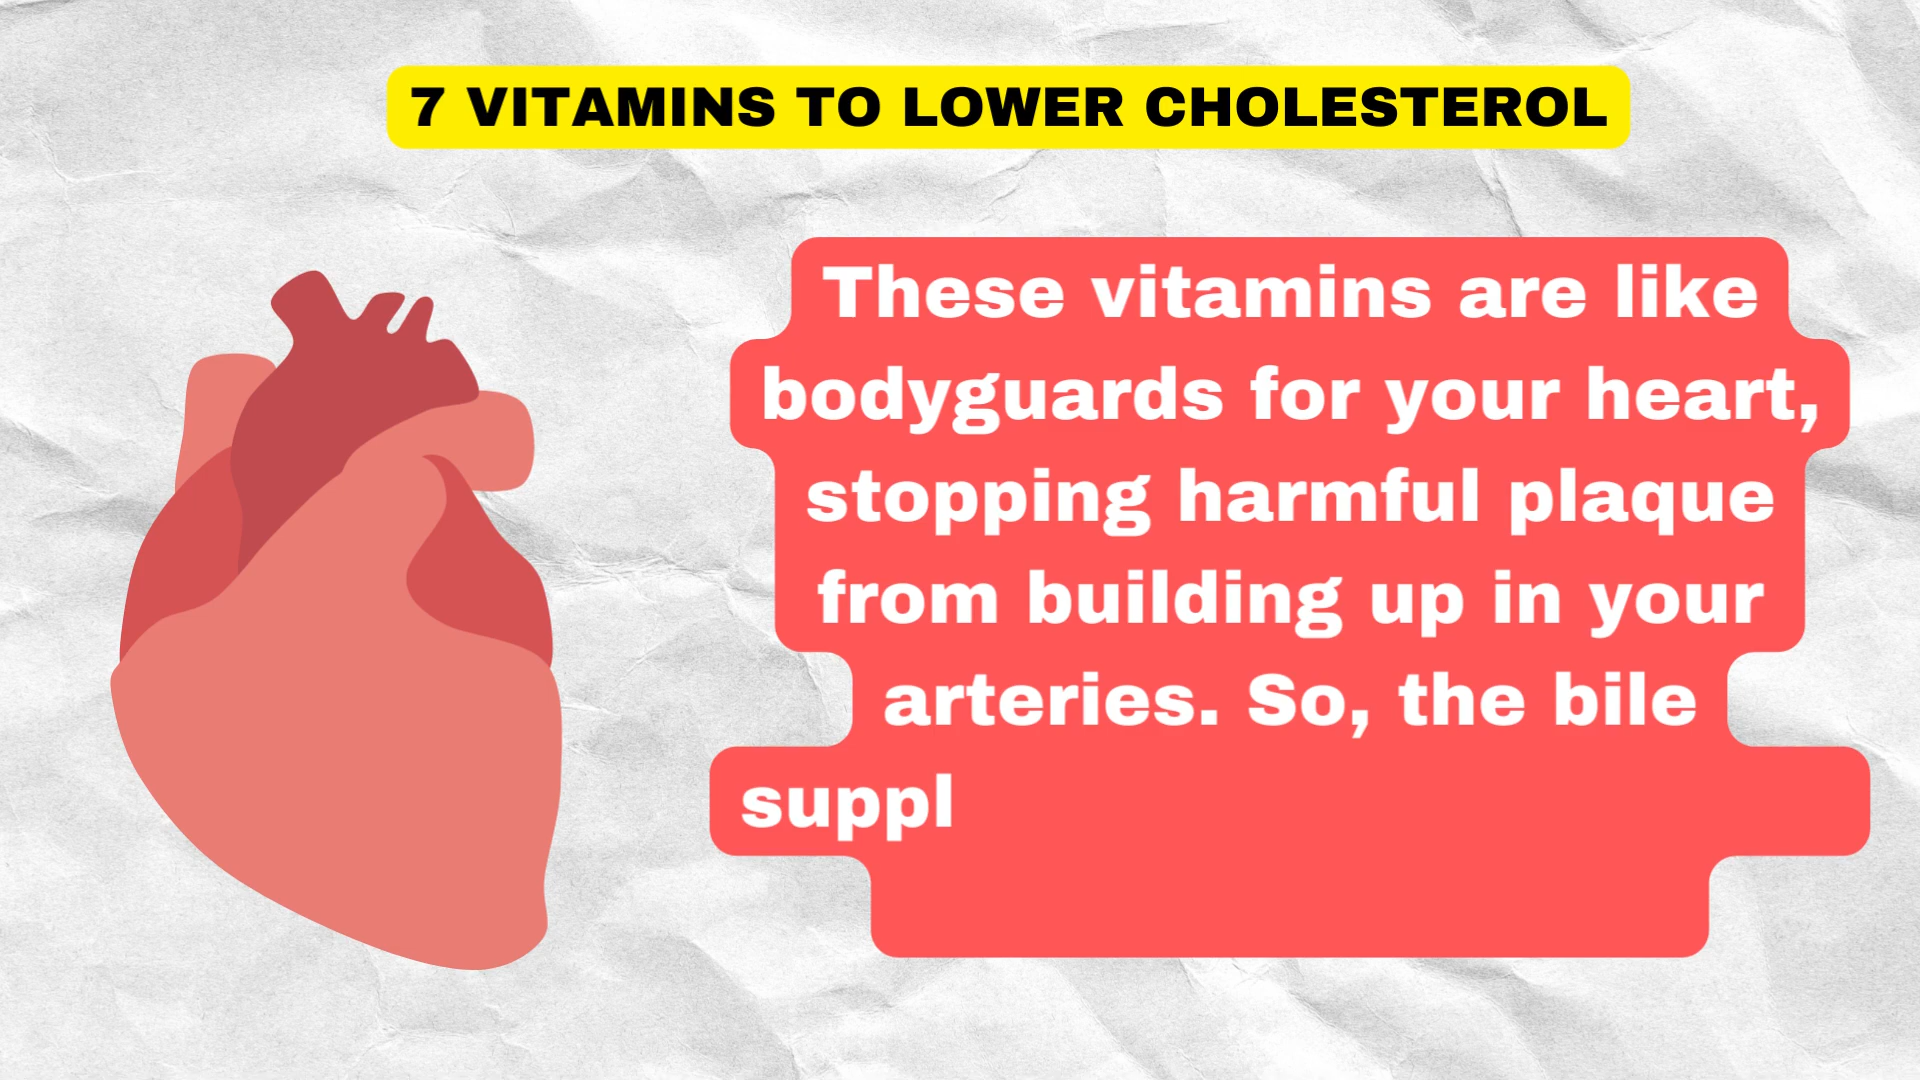 7 VITAMINS TO LOWER CHOLESTEROL
These vitamins are like
bodyguards for your heart,
stopping harmful plaque
from building up in your
arteries. So, the bile
suppl